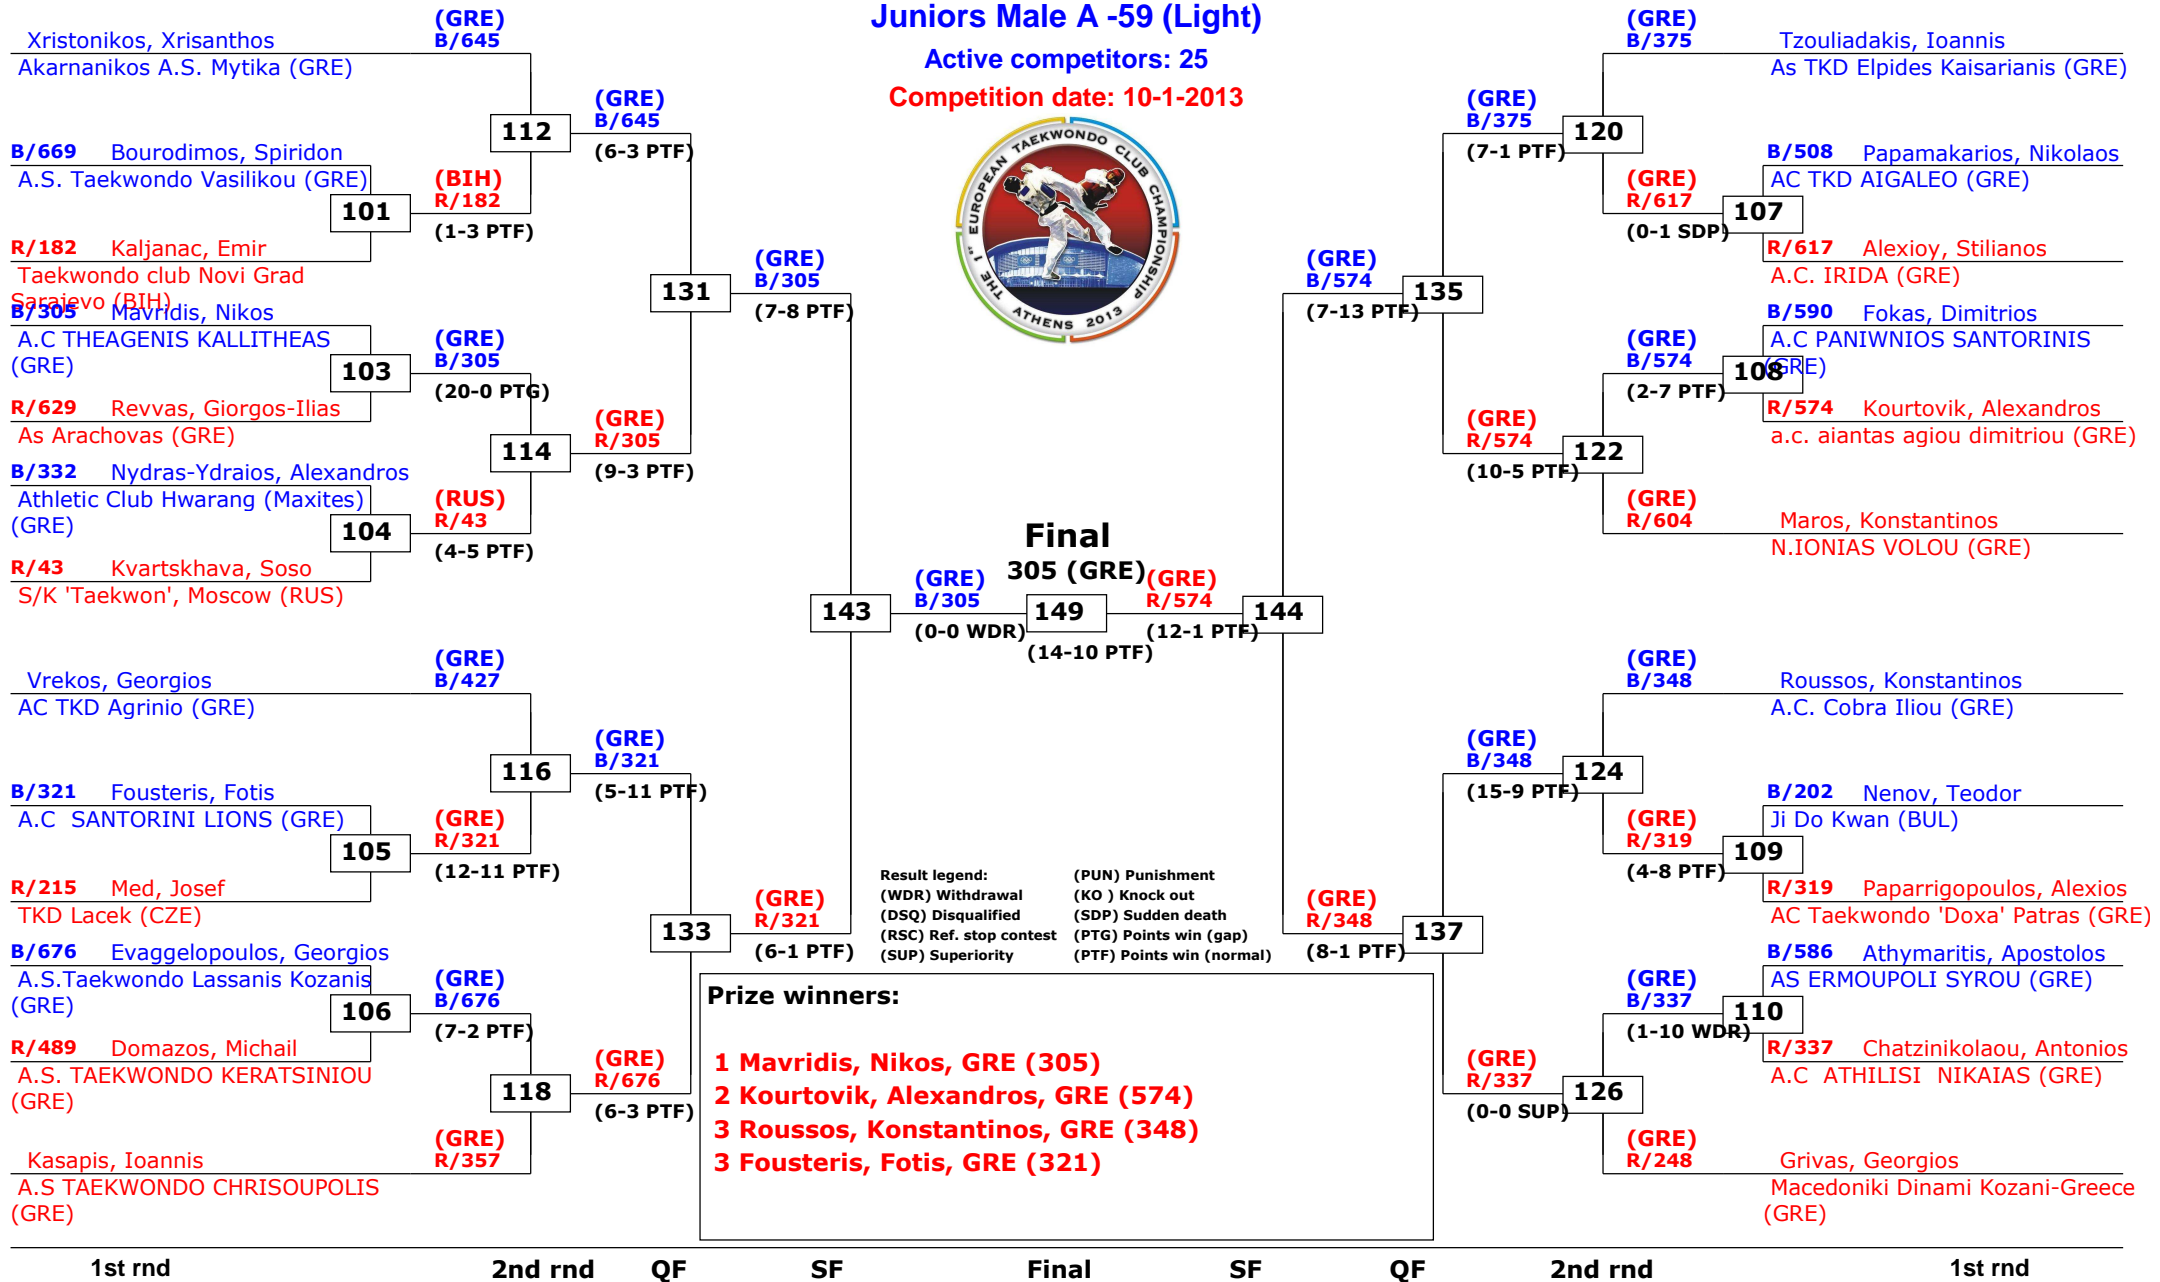 Juniors Male A -59 (Light)
Active competitors: 25
Competition date: 10-1-2013
THE 1st EUROPEAN TAEKWONDO CLUB CHAMPIONSHIP
ATHENS 2013
Xristonikos, Xrisanthos
Akarnanikos A.S. Mytika (GRE)
(GRE)
B/645
B/669 Bourodimos, Spiridon
A.S. Taekwondo Vasilikou (GRE)
101
R/182 Kaljanac, Emir
Taekwondo club Novi Grad
Sarajevo (BIH)
(BIH)
R/182
(1-3 PTF)
112
(GRE)
B/645
(6-3 PTF)
B/305 Mavridis, Nikos
A.C THEAGENIS KALLITHEAS
(GRE)
103
R/629 Revvas, Giorgos-Ilias
As Arachovas (GRE)
(GRE)
B/305
(20-0 PTG)
B/332 Nydras-Ydraios, Alexandros
Athletic Club Hwarang (Maxites)
(GRE)
104
R/43 Kvartskhava, Soso
S/K 'Taekwon', Moscow (RUS)
(RUS)
R/43
(4-5 PTF)
114
(GRE)
R/305
(9-3 PTF)
131
(GRE)
B/305
(7-8 PTF)
Vrekos, Georgios
AC TKD Agrinio (GRE)
(GRE)
B/427
B/321 Fousteris, Fotis
A.C  SANTORINI LIONS (GRE)
105
R/215 Med, Josef
TKD Lacek (CZE)
(GRE)
R/321
(12-11 PTF)
116
(GRE)
B/321
(5-11 PTF)
B/676 Evaggelopoulos, Georgios
A.S.Taekwondo Lassanis Kozanis
(GRE)
106
R/489 Domazos, Michail
A.S. TAEKWONDO KERATSINIOU
(GRE)
(GRE)
B/676
(7-2 PTF)
118
(GRE)
R/676
(6-3 PTF)
Kasapis, Ioannis
A.S TAEKWONDO CHRISOUPOLIS
(GRE)
(GRE)
R/357
133
(GRE)
R/321
(6-1 PTF)
143
(GRE)
B/305
(0-0 WDR)
Final
305 (GRE)
149
(14-10 PTF)
(GRE)
R/574
(12-1 PTF)
144
(GRE)
B/574
(7-13 PTF)
135
(GRE)
B/375
(7-1 PTF)
120
(GRE)
B/375
Tzouliadakis, Ioannis
As TKD Elpides Kaisarianis (GRE)
(GRE)
R/617
(0-1 SDP)
107
B/508 Papamakarios, Nikolaos
AC TKD AIGALEO (GRE)
R/617 Alexioy, Stilianos
A.C. IRIDA (GRE)
(GRE)
R/574
(10-5 PTF)
122
(GRE)
B/574
(2-7 PTF)
108
B/590 Fokas, Dimitrios
A.C PANIWNIOS SANTORINIS
(GRE)
R/574 Kourtovik, Alexandros
a.c. aiantas agiou dimitriou (GRE)
(GRE)
R/604
Maros, Konstantinos
N.IONIAS VOLOU (GRE)
(GRE)
R/348
(8-1 PTF)
137
(GRE)
B/348
(15-9 PTF)
124
(GRE)
B/348
Roussos, Konstantinos
A.C. Cobra Iliou (GRE)
(GRE)
R/319
(4-8 PTF)
109
B/202 Nenov, Teodor
Ji Do Kwan (BUL)
R/319 Paparrigopoulos, Alexios
AC Taekwondo 'Doxa' Patras (GRE)
(GRE)
R/337
(0-0 SUP)
126
(GRE)
B/337
(1-10 WDR)
110
B/586 Athymaritis, Apostolos
AS ERMOUPOLI SYROU (GRE)
R/337 Chatzinikolaou, Antonios
A.C  ATHILISI  NIKAIAS (GRE)
(GRE)
R/248
Grivas, Georgios
Macedoniki Dinami Kozani-Greece
(GRE)
Result legend:
(WDR) Withdrawal
(DSQ) Disqualified
(RSC) Ref. stop contest
(SUP) Superiority
(PUN) Punishment
(KO ) Knock out
(SDP) Sudden death
(PTG) Points win (gap)
(PTF) Points win (normal)
Prize winners:
1 Mavridis, Nikos, GRE (305)
2 Kourtovik, Alexandros, GRE (574)
3 Roussos, Konstantinos, GRE (348)
3 Fousteris, Fotis, GRE (321)
1st rnd 2nd rnd QF SF Final SF QF 2nd rnd 1st rnd